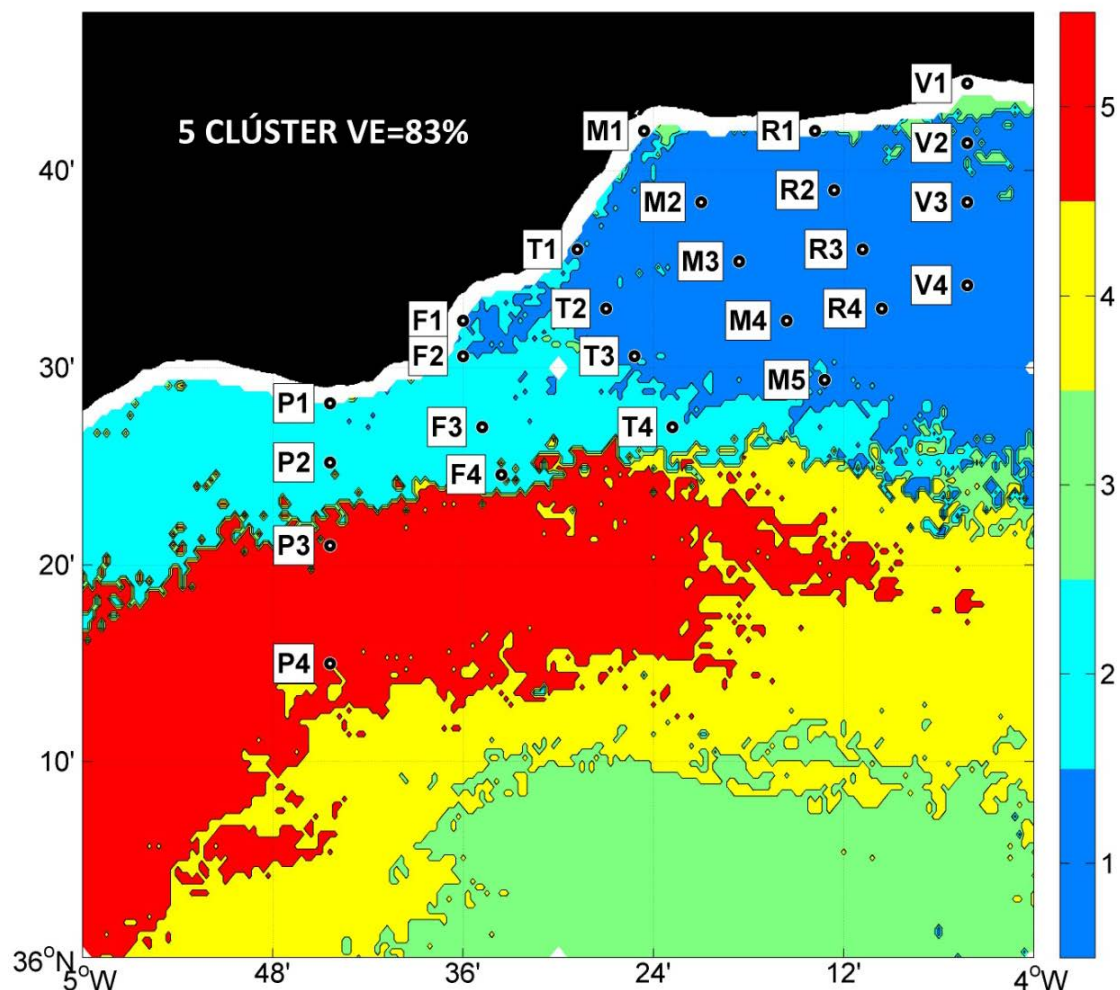 V1
5 CLÚSTER VE=83%
M1
R1
V2
40'
M2
R2
V3
T1
M3
R3
V4
F1
T2
M4
R4
F2
T3
30'
M5
P1
F3
T4
P2
F4
P3
20'
P4
10'
36°N
5°W
48'
36'
24'
12'
4°W
5
4
3
2
1